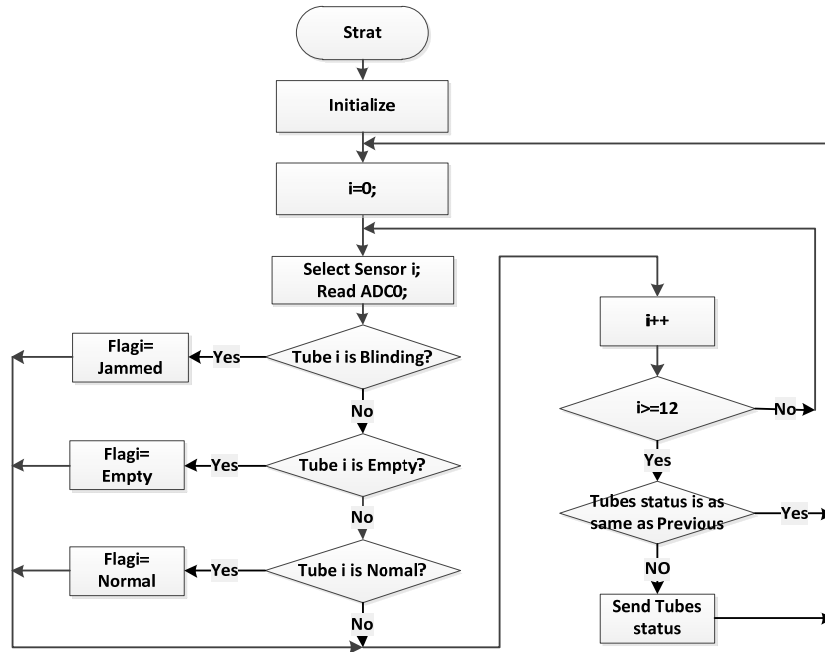 Strat
Initialize
i=0;
Select Sensor i;
Read ADC0;
Tube i is Blinding?
Yes
Flagi=
Jammed
No
Tube i is Empty?
Yes
Flagi=
Empty
No
Tube i is Nomal?
Yes
Flagi=
Normal
No
i++
i>=12
No
Yes
Tubes status is as
same as Previous
Yes
NO
Send Tubes
status